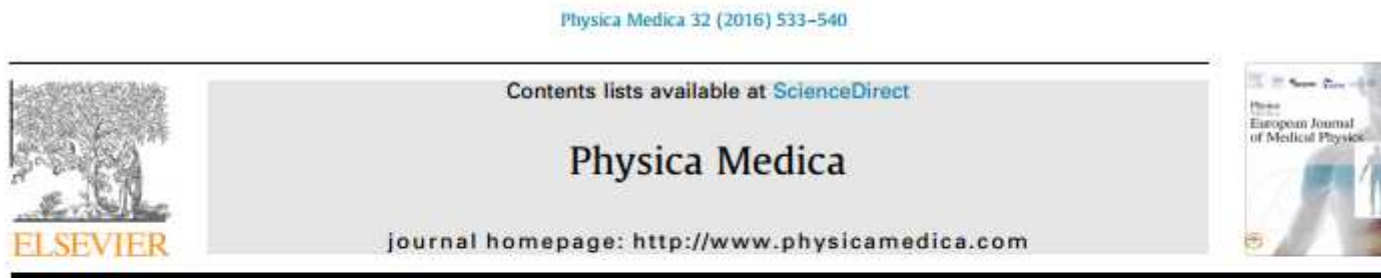 Physica Medica 32 (2016) 533–540
Contents lists available at ScienceDirect
Physica Medica
journal homepage: http://www.physicamedica.com
ELSEVIER
Physica
European Journal
of Medical Physics